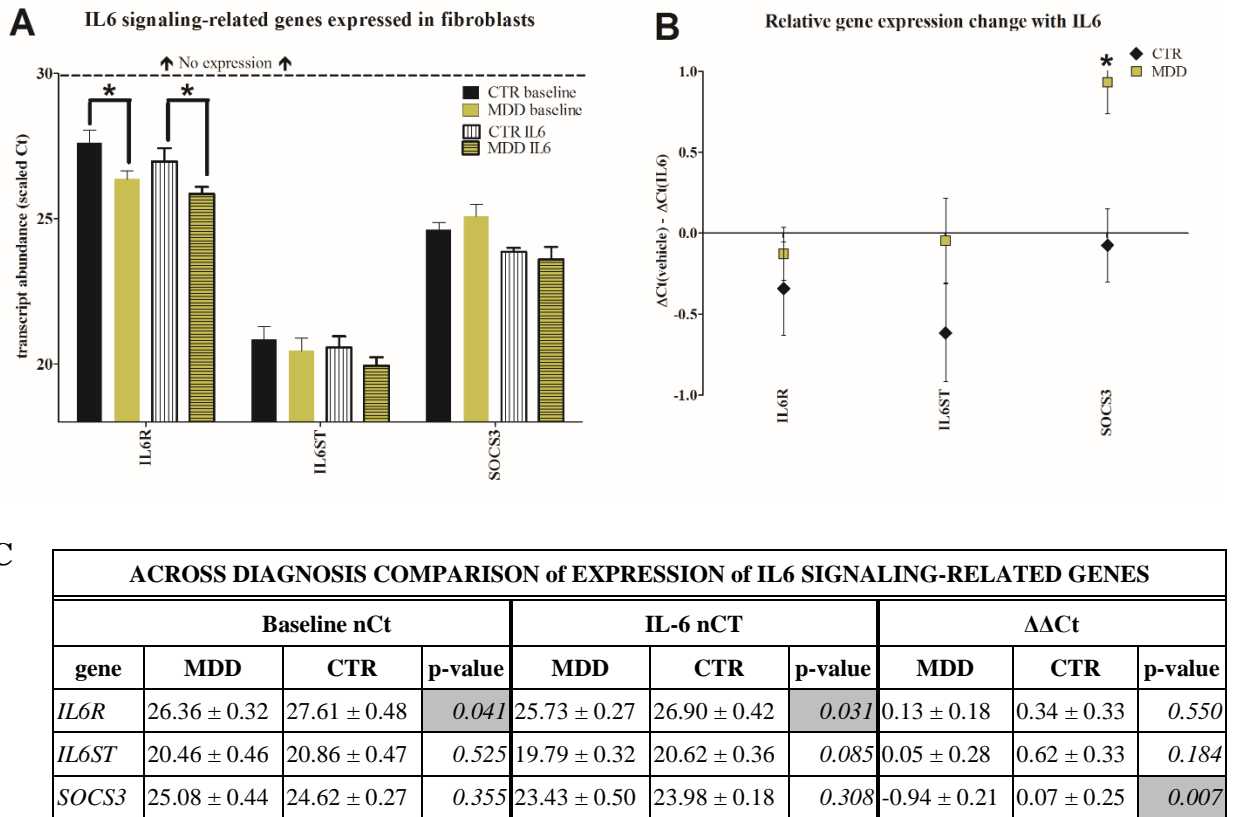 A
IL6 signaling-related genes expressed in fibroblasts
↑ No expression ↑
30
25
20
transcript abundance (scaled Ct)
* *
CTR baseline
MDD baseline
CTR IL6
MDD IL6
IL6R
IL6ST
SOCS3
B
Relative gene expression change with IL6
*
CTR
MDD
1.0
0.5
0.0
-0.5
-1.0
ΔCt(vehicle) - ΔCt(IL6)
IL6R
IL6ST
SOCS3
C
ACROSS DIAGNOSIS COMPARISON of EXPRESSION of IL6 SIGNALING-RELATED GENES
Baseline nCt IL-6 nCT ΔΔCt
gene MDD CTR p-value MDD CTR p-value MDD CTR p-value
IL6R 26.36 ± 0.32 27.61 ± 0.48 0.041 25.73 ± 0.27 26.90 ± 0.42 0.031 0.13 ± 0.18 0.34 ± 0.33 0.550
IL6ST 20.46 ± 0.46 20.86 ± 0.47 0.525 19.79 ± 0.32 20.62 ± 0.36 0.085 0.05 ± 0.28 0.62 ± 0.33 0.184
SOCS3 25.08 ± 0.44 24.62 ± 0.27 0.355 23.43 ± 0.50 23.98 ± 0.18 0.308 -0.94 ± 0.21 0.07 ± 0.25 0.007